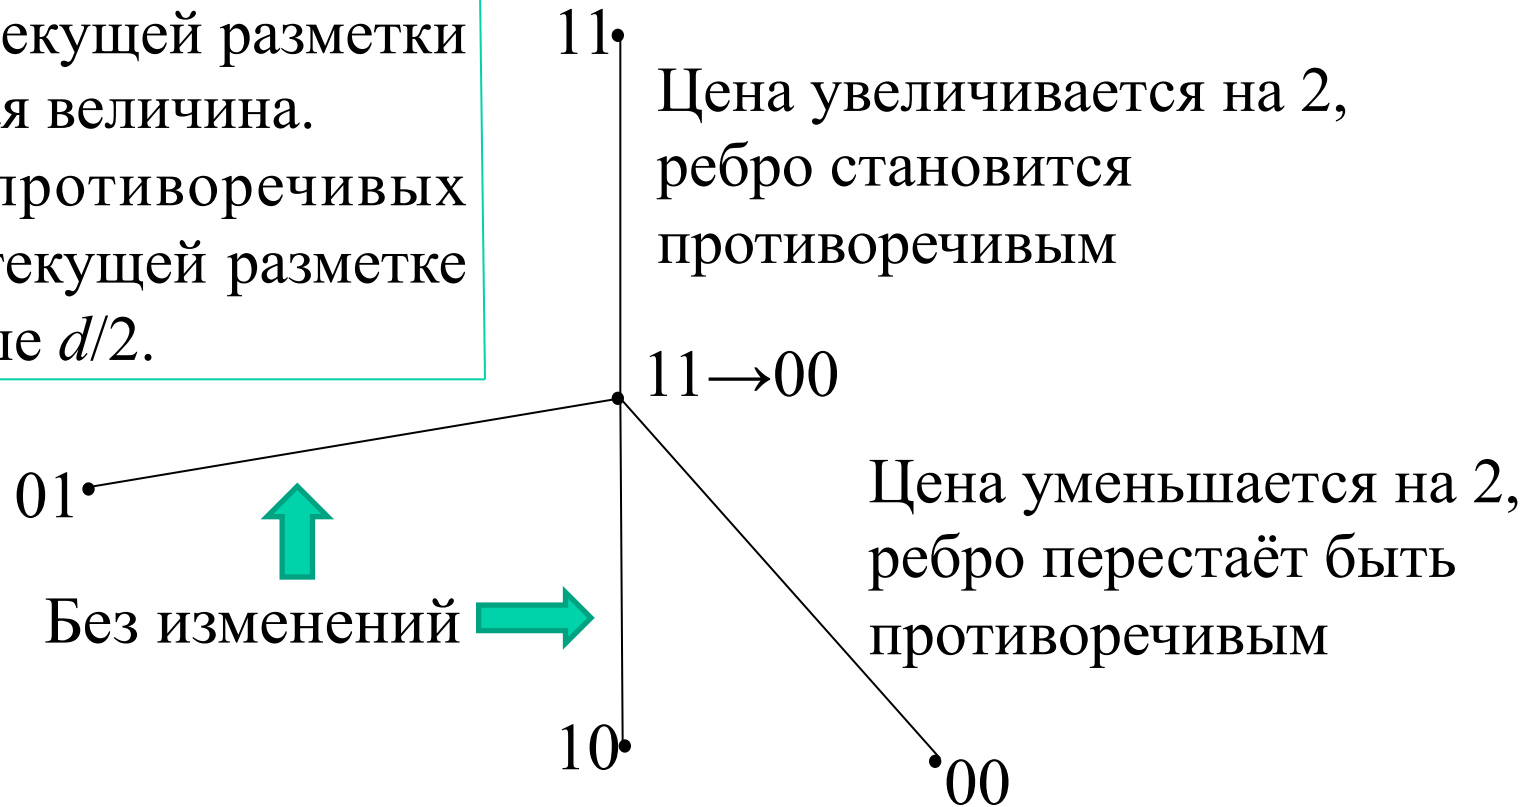 екущей разметки
я величина.
противоречивых
текущей разметке
ıе d/2.
11
Цена увеличивается на 2,
ребро становится
противоречивым
11→00
01
Без изменений
Цена уменьшается на 2,
ребро перестаёт быть
противоречивым
10
00